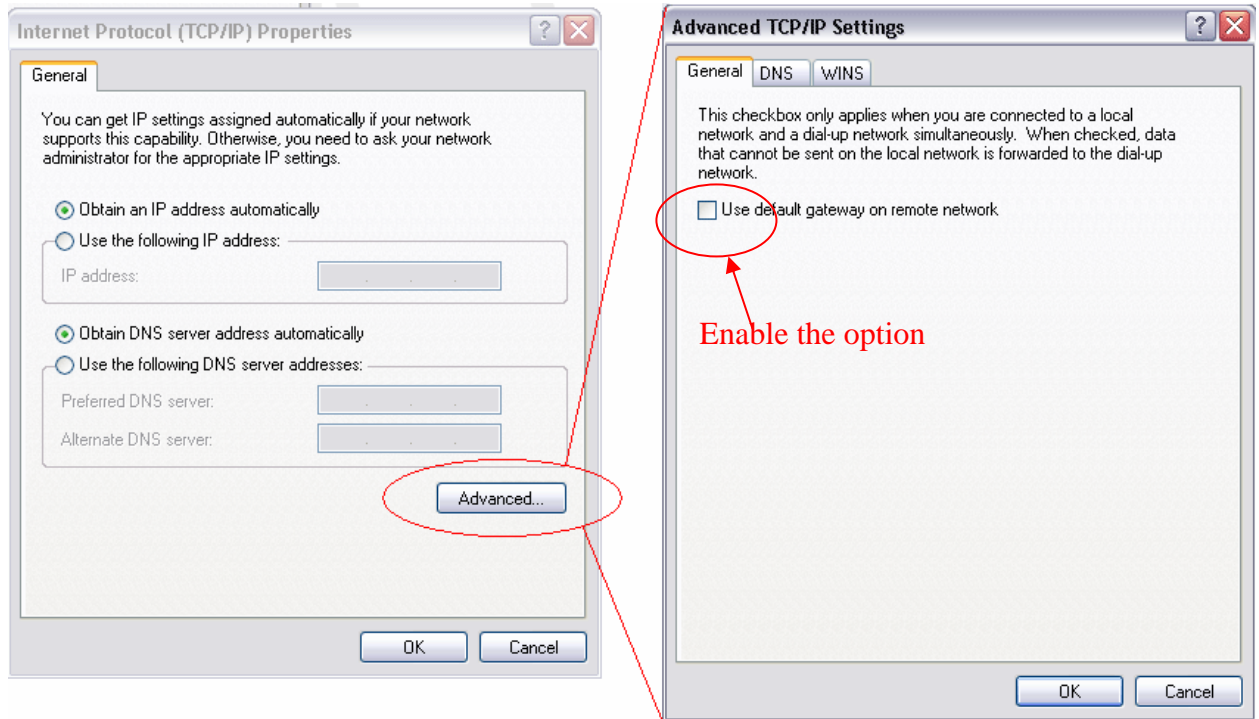 Internet Protocol (TCP/IP) Properties
General
You can get IP settings assigned automatically if your network
supports this capability. Otherwise, you need to ask your network
administrator for the appropriate IP settings.
Obtain an IP address automatically
Use the following IP address:
IP address:
Obtain DNS server address automatically
Use the following DNS server addresses:
Preferred DNS server:
Alternate DNS server:
Advanced...
OK
Cancel
Advanced TCP/IP Settings
General
DNS
WINS
This checkbox only applies when you are connected to a local
network and a dial-up network simultaneously. When checked, data
that cannot be sent on the local network is forwarded to the dial-up
network.
Use default gateway on remote network
Enable the option
OK
Cancel